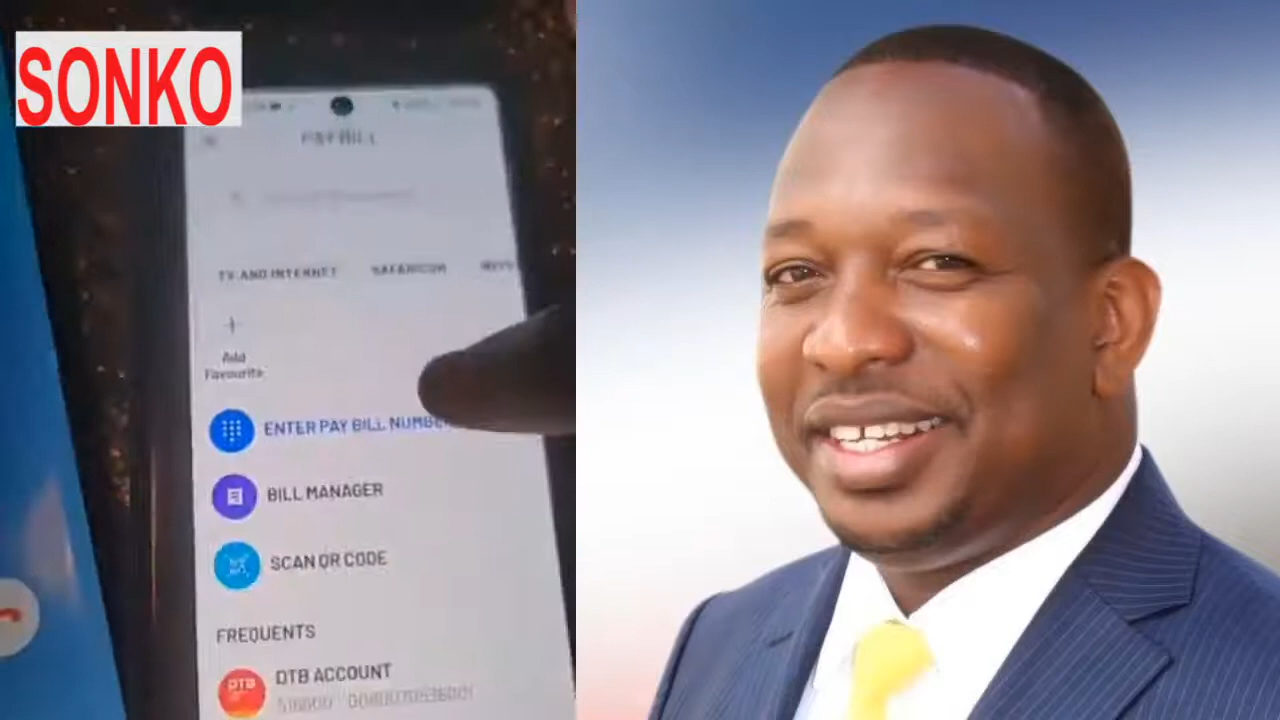 SONKO
PAY BILL
TV AND INTERNET SAFARICOM
Add
Favourite
ENTER PAY BILL NUMBER
BILL MANAGER
SCAN QR CODE
FREQUENTS
DTB DTB ACCOUNT